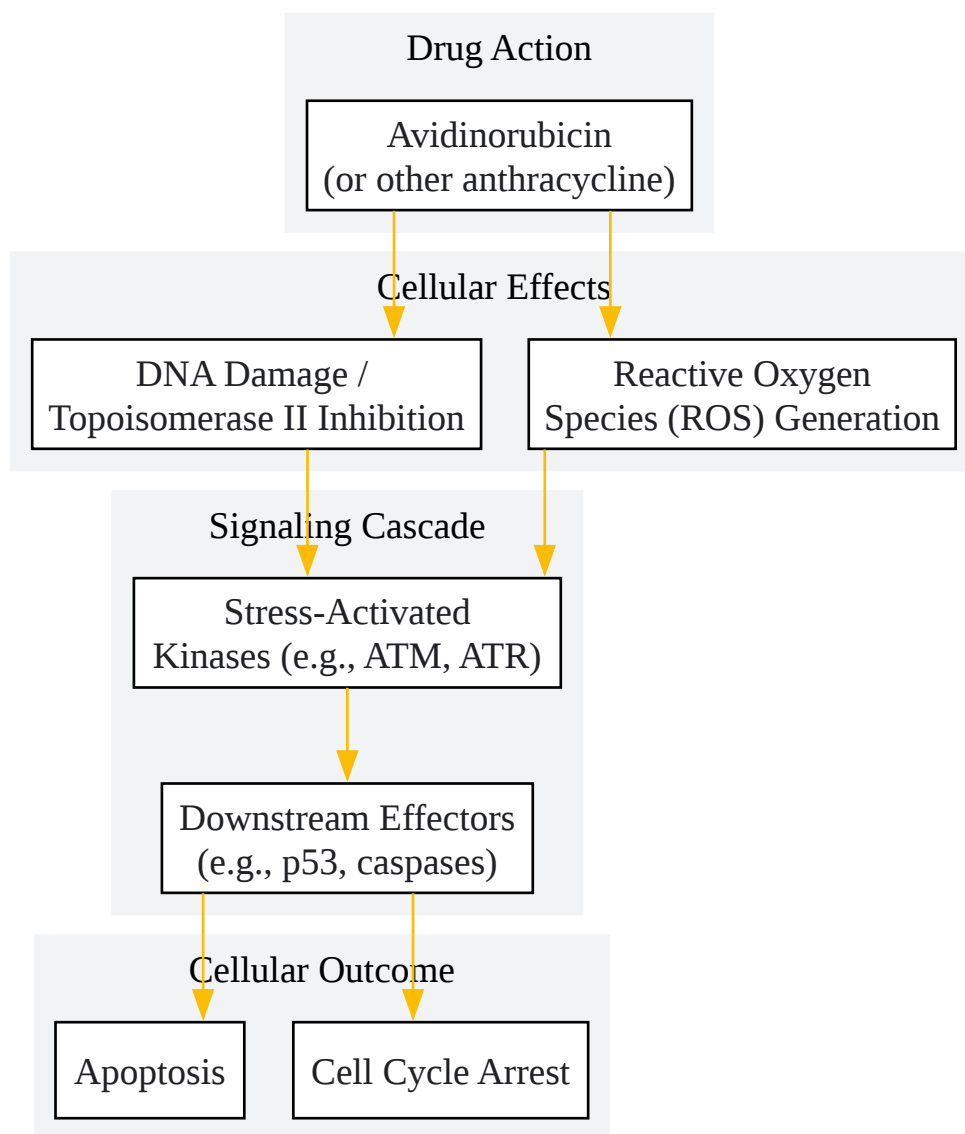 Drug Action
Avidinorubicin
(or other anthracycline)
Cellular Effects
DNA Damage /
Topoisomerase II Inhibition
Reactive Oxygen
Species (ROS) Generation
Signaling Cascade
Stress-Activated
Kinases (e.g., ATM, ATR)
Downstream Effectors
(e.g., p53, caspases)
Cellular Outcome
Apoptosis
Cell Cycle Arrest